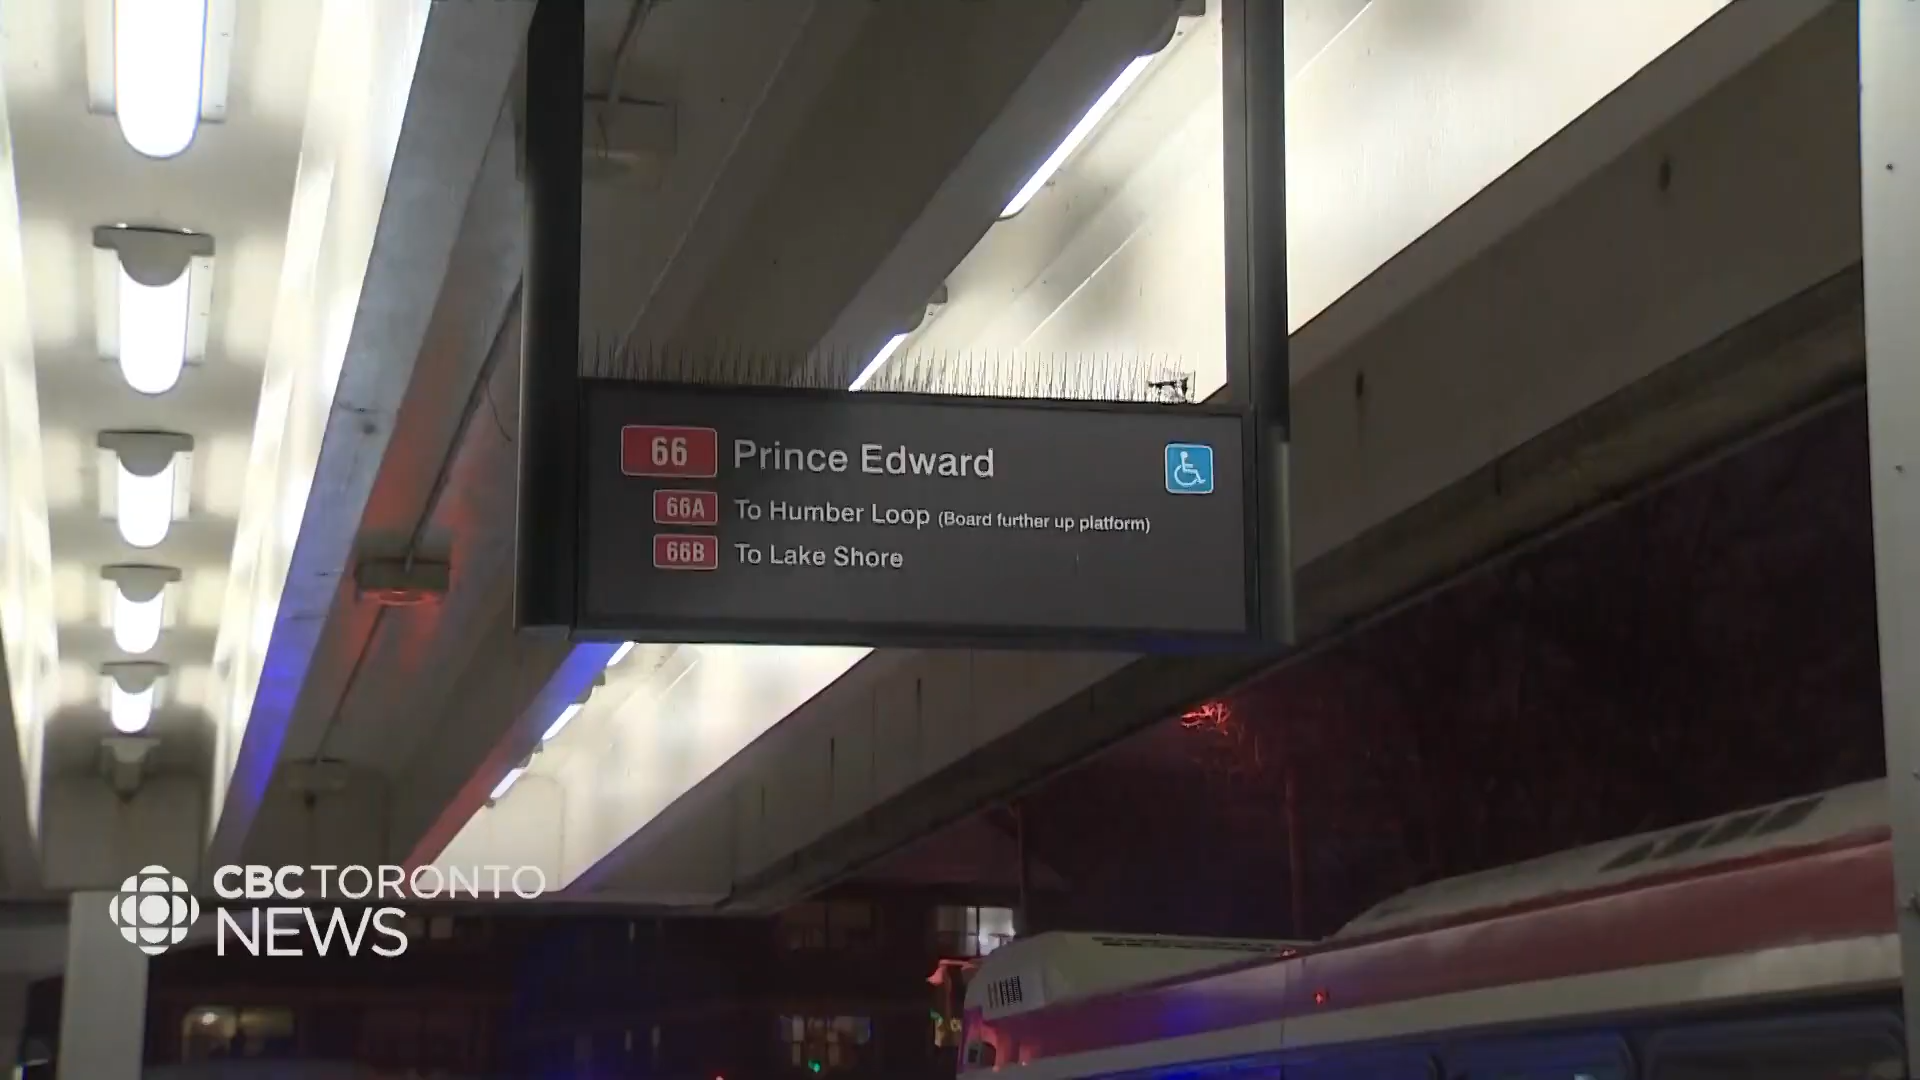 66 Prince Edward
66A To Humber Loop (Board further up platform)
66B To Lake Shore
CBC TORONTO
NEWS